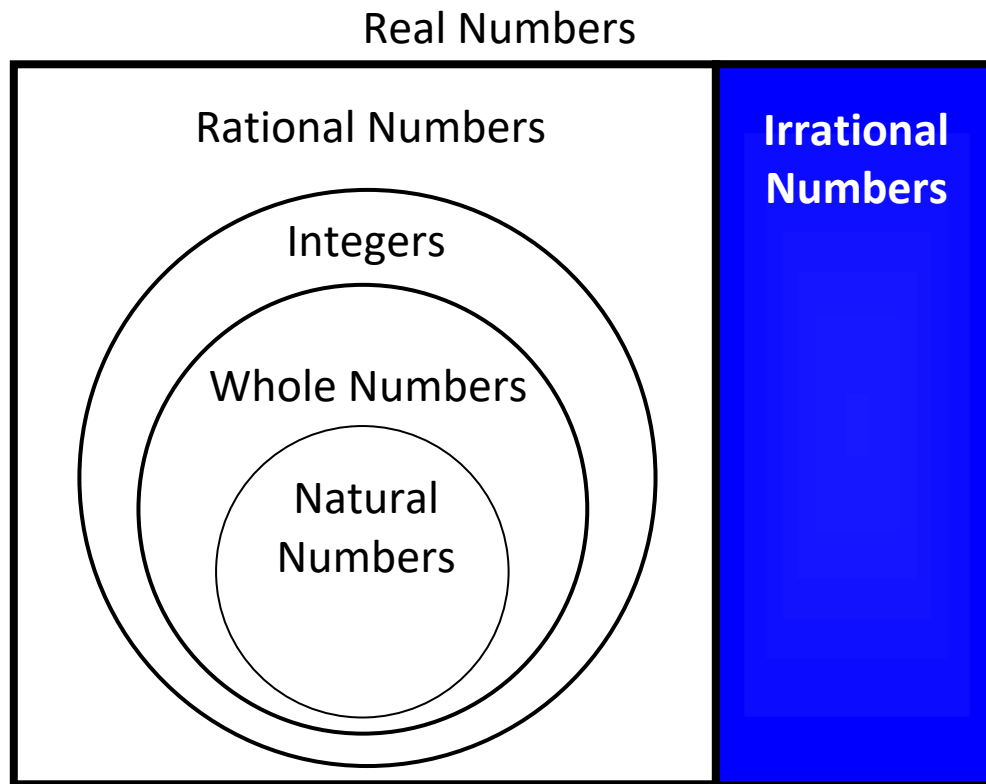 Real Numbers
Rational Numbers
Irrational
Numbers
Integers
Whole Numbers
Natural
Numbers